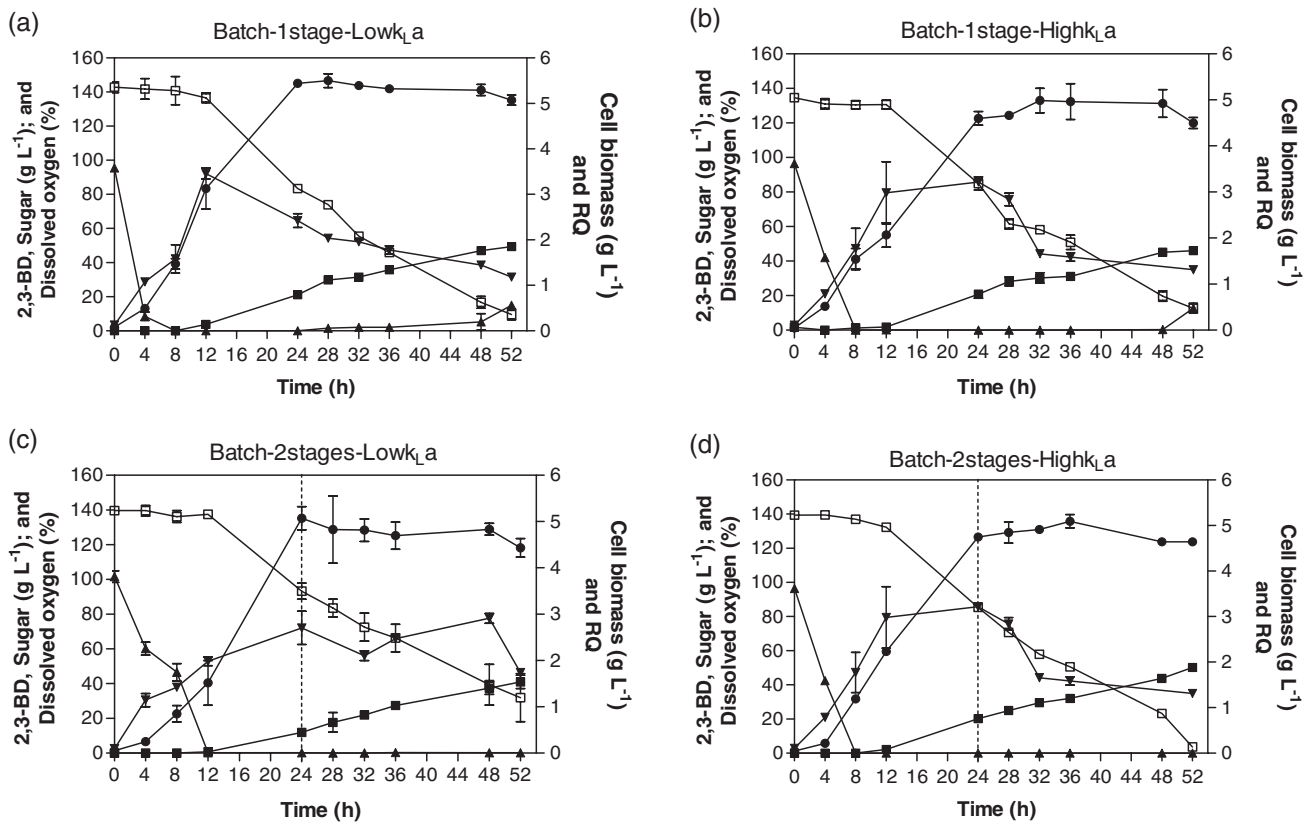 (a)
Batch-1stage-Lowk_La
2,3-BD, Sugar (g L⁻¹); and
Dissolved oxygen (%)
160
140
120
100
80
60
40
20
0
6
5
4
3
2
1
0
Cell biomass (g L⁻¹)
and RQ
0 4 8 12 16 20 24 28 32 36 40 44 48 52
Time (h)
(b)
Batch-1stage-Highk_La
2,3-BD, Sugar (g L⁻¹); and
Dissolved oxygen (%)
160
140
120
100
80
60
40
20
0
6
5
4
3
2
1
0
Cell biomass (g L⁻¹)
and RQ
0 4 8 12 16 20 24 28 32 36 40 44 48 52
Time (h)
(c)
Batch-2stages-Lowk_La
2,3-BD, Sugar (g L⁻¹); and
Dissolved oxygen (%)
160
140
120
100
80
60
40
20
0
6
5
4
3
2
1
0
Cell biomass (g L⁻¹)
and RQ
0 4 8 12 16 20 24 28 32 36 40 44 48 52
Time (h)
(d)
Batch-2stages-Highk_La
2,3-BD, Sugar (g L⁻¹); and
Dissolved oxygen (%)
160
140
120
100
80
60
40
20
0
6
5
4
3
2
1
0
Cell biomass (g L⁻¹)
and RQ
0 4 8 12 16 20 24 28 32 36 40 44 48 52
Time (h)